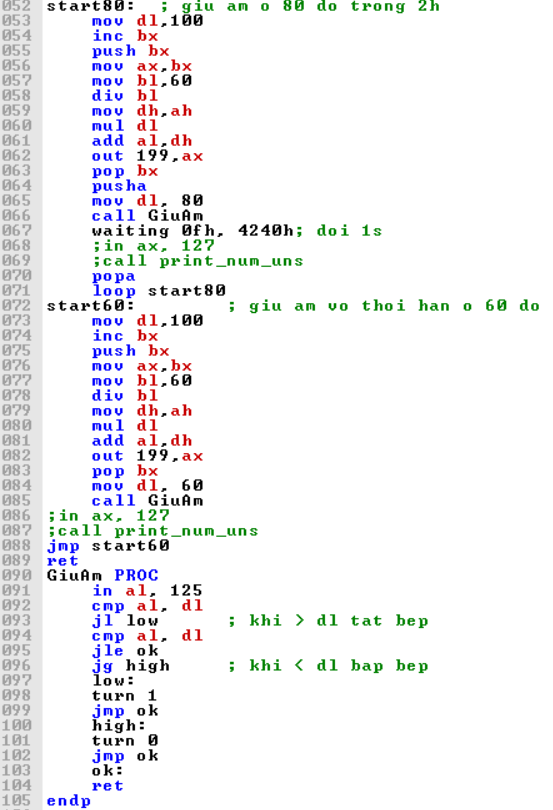 052 start80: ; giu am o 80 do trong 2h
053 mov dl,100
054 inc bx
055 push bx
056 mov ax,bx
057 mov bl,60
058 div bl
059 mov dh,ah
060 mul dl
061 add al,dh
062 out 199,ax
063 pop bx
064 pusha
065 mov dl, 80
066 call GiuAm
067 waiting 0fh, 4240h; doi 1s
068 ;in ax, 127
069 ;call print_num_uns
070 popa
071 loop start80
072 start60: ; giu am vo thoi han o 60 do
073 mov dl,100
074 inc bx
075 push bx
076 mov ax,bx
077 mov bl,60
078 div bl
079 mov dh,ah
080 mul dl
081 add al,dh
082 out 199,ax
083 pop bx
084 mov dl, 60
085 call GiuAm
086 ;in ax, 127
087 ;call print_num_uns
088 jmp start60
089 ret
090 GiuAm PROC
091 in al, 125
092 cmp al, dl
093 jl low ; khi > dl tat bep
094 cmp al, dl
095 jle ok
096 jg high ; khi < dl bap bep
097 low:
098 turn 1
099 jmp ok
100 high:
101 turn 0
102 jmp ok
103 ok:
104 ret
105 endp